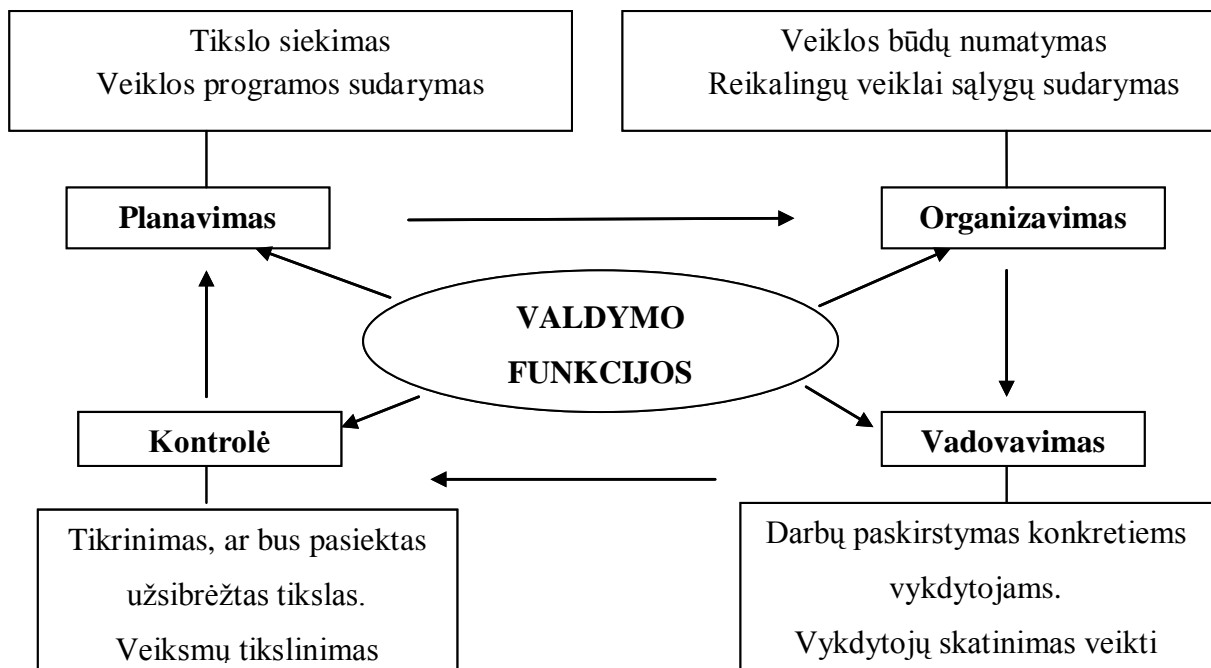 Tikslo siekimas
Veiklos programos sudarymas
Veiklos būdų numatymas
Reikalingų veiklai sąlygų sudarymas
Planavimas
Organizavimas
VALDYMO
FUNKCIJOS
Kontrolė
Vadovavimas
Tikrinimas, ar bus pasiektas
užsibrėžtas tikslas.
Veiksmų tikslinimas
Darbų paskirstymas konkretiems
vykdytojams.
Vykdytojų skatinimas veikti